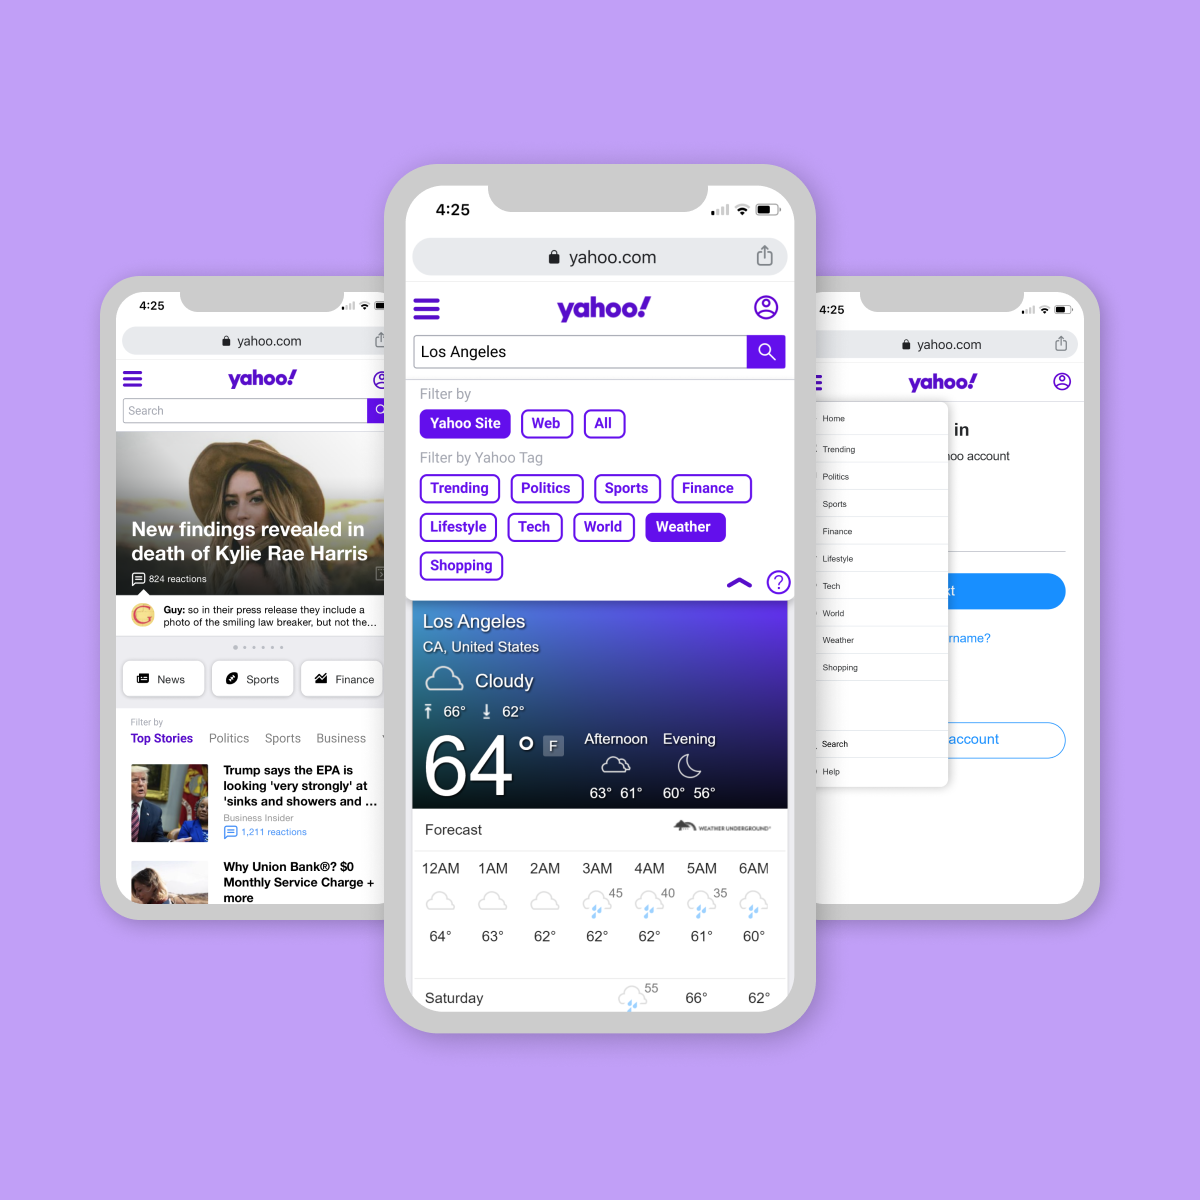 4:25
yahoo.com
yahoo!
Search
New findings revealed in
death of Kylie Rae Harris
824 reactions
Guy: so in their press release they include a
photo of the smiling law breaker, but not the...
News
Sports
Finance
Filter by
Top Stories Politics Sports Business
Trump says the EPA is
looking 'very strongly' at
'sinks and showers and ...
Business Insider
1,211 reactions
Why Union Bank®? $0
Monthly Service Charge +
more
4:25
yahoo.com
yahoo!
Los Angeles
Filter by
Yahoo Site Web All
Filter by Yahoo Tag
Trending Politics Sports Finance
Lifestyle Tech World Weather
Shopping
?
Los Angeles
CA, United States
Cloudy
66° 62°
64° F
Afternoon Evening
63° 61° 60° 56°
Forecast
WEATHER UNDERGROUND®
12AM 1AM 2AM 3AM 4AM 5AM 6AM
45 40 35
64° 63° 62° 62° 62° 61° 60°
Saturday 55 66° 62°
4:25
yahoo.com
yahoo!
Home
Trending
Politics
Sports
Finance
Lifestyle
Tech
World
Weather
Shopping
Search
Help
in
account
rname?
account